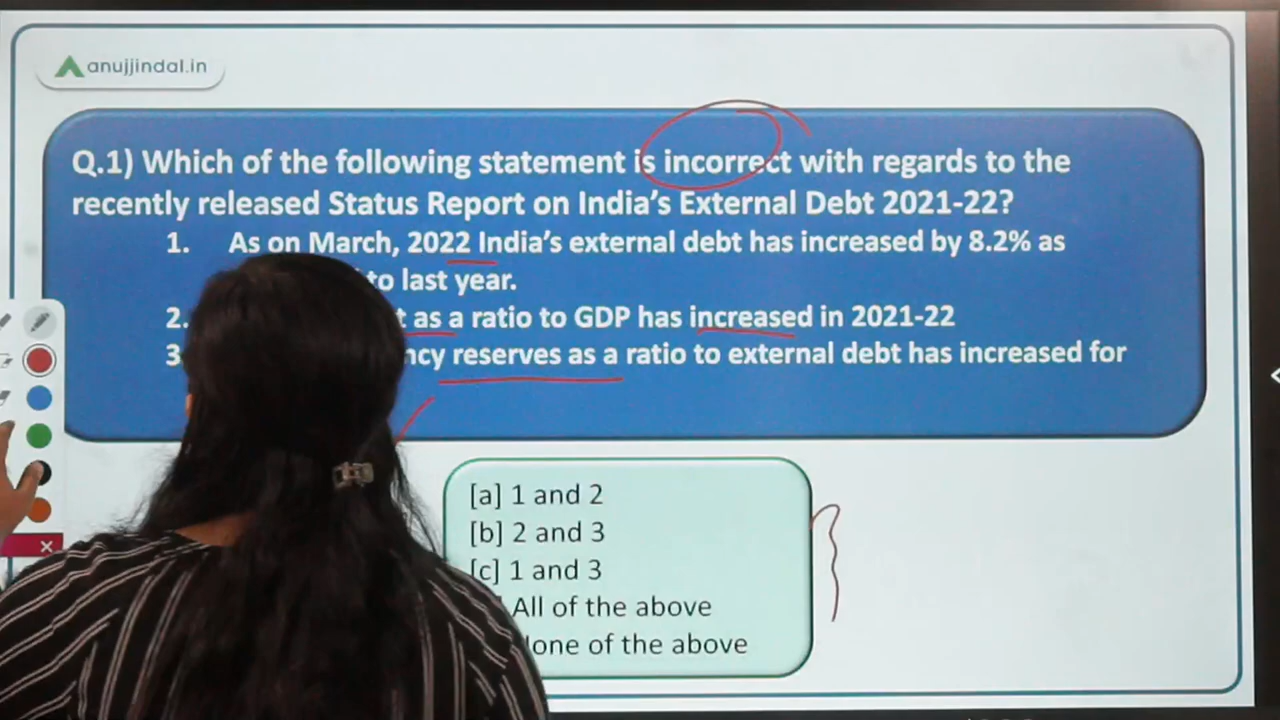 anujjindal.in
Q.1) Which of the following statement is incorrect with regards to the
recently released Status Report on India's External Debt 2021-22?
1. As on March, 2022 India's external debt has increased by 8.2% as
to last year.
2. as a ratio to GDP has increased in 2021-22
3 reserves as a ratio to external debt has increased for
[a] 1 and 2
[b] 2 and 3
[c] 1 and 3
All of the above
of the above